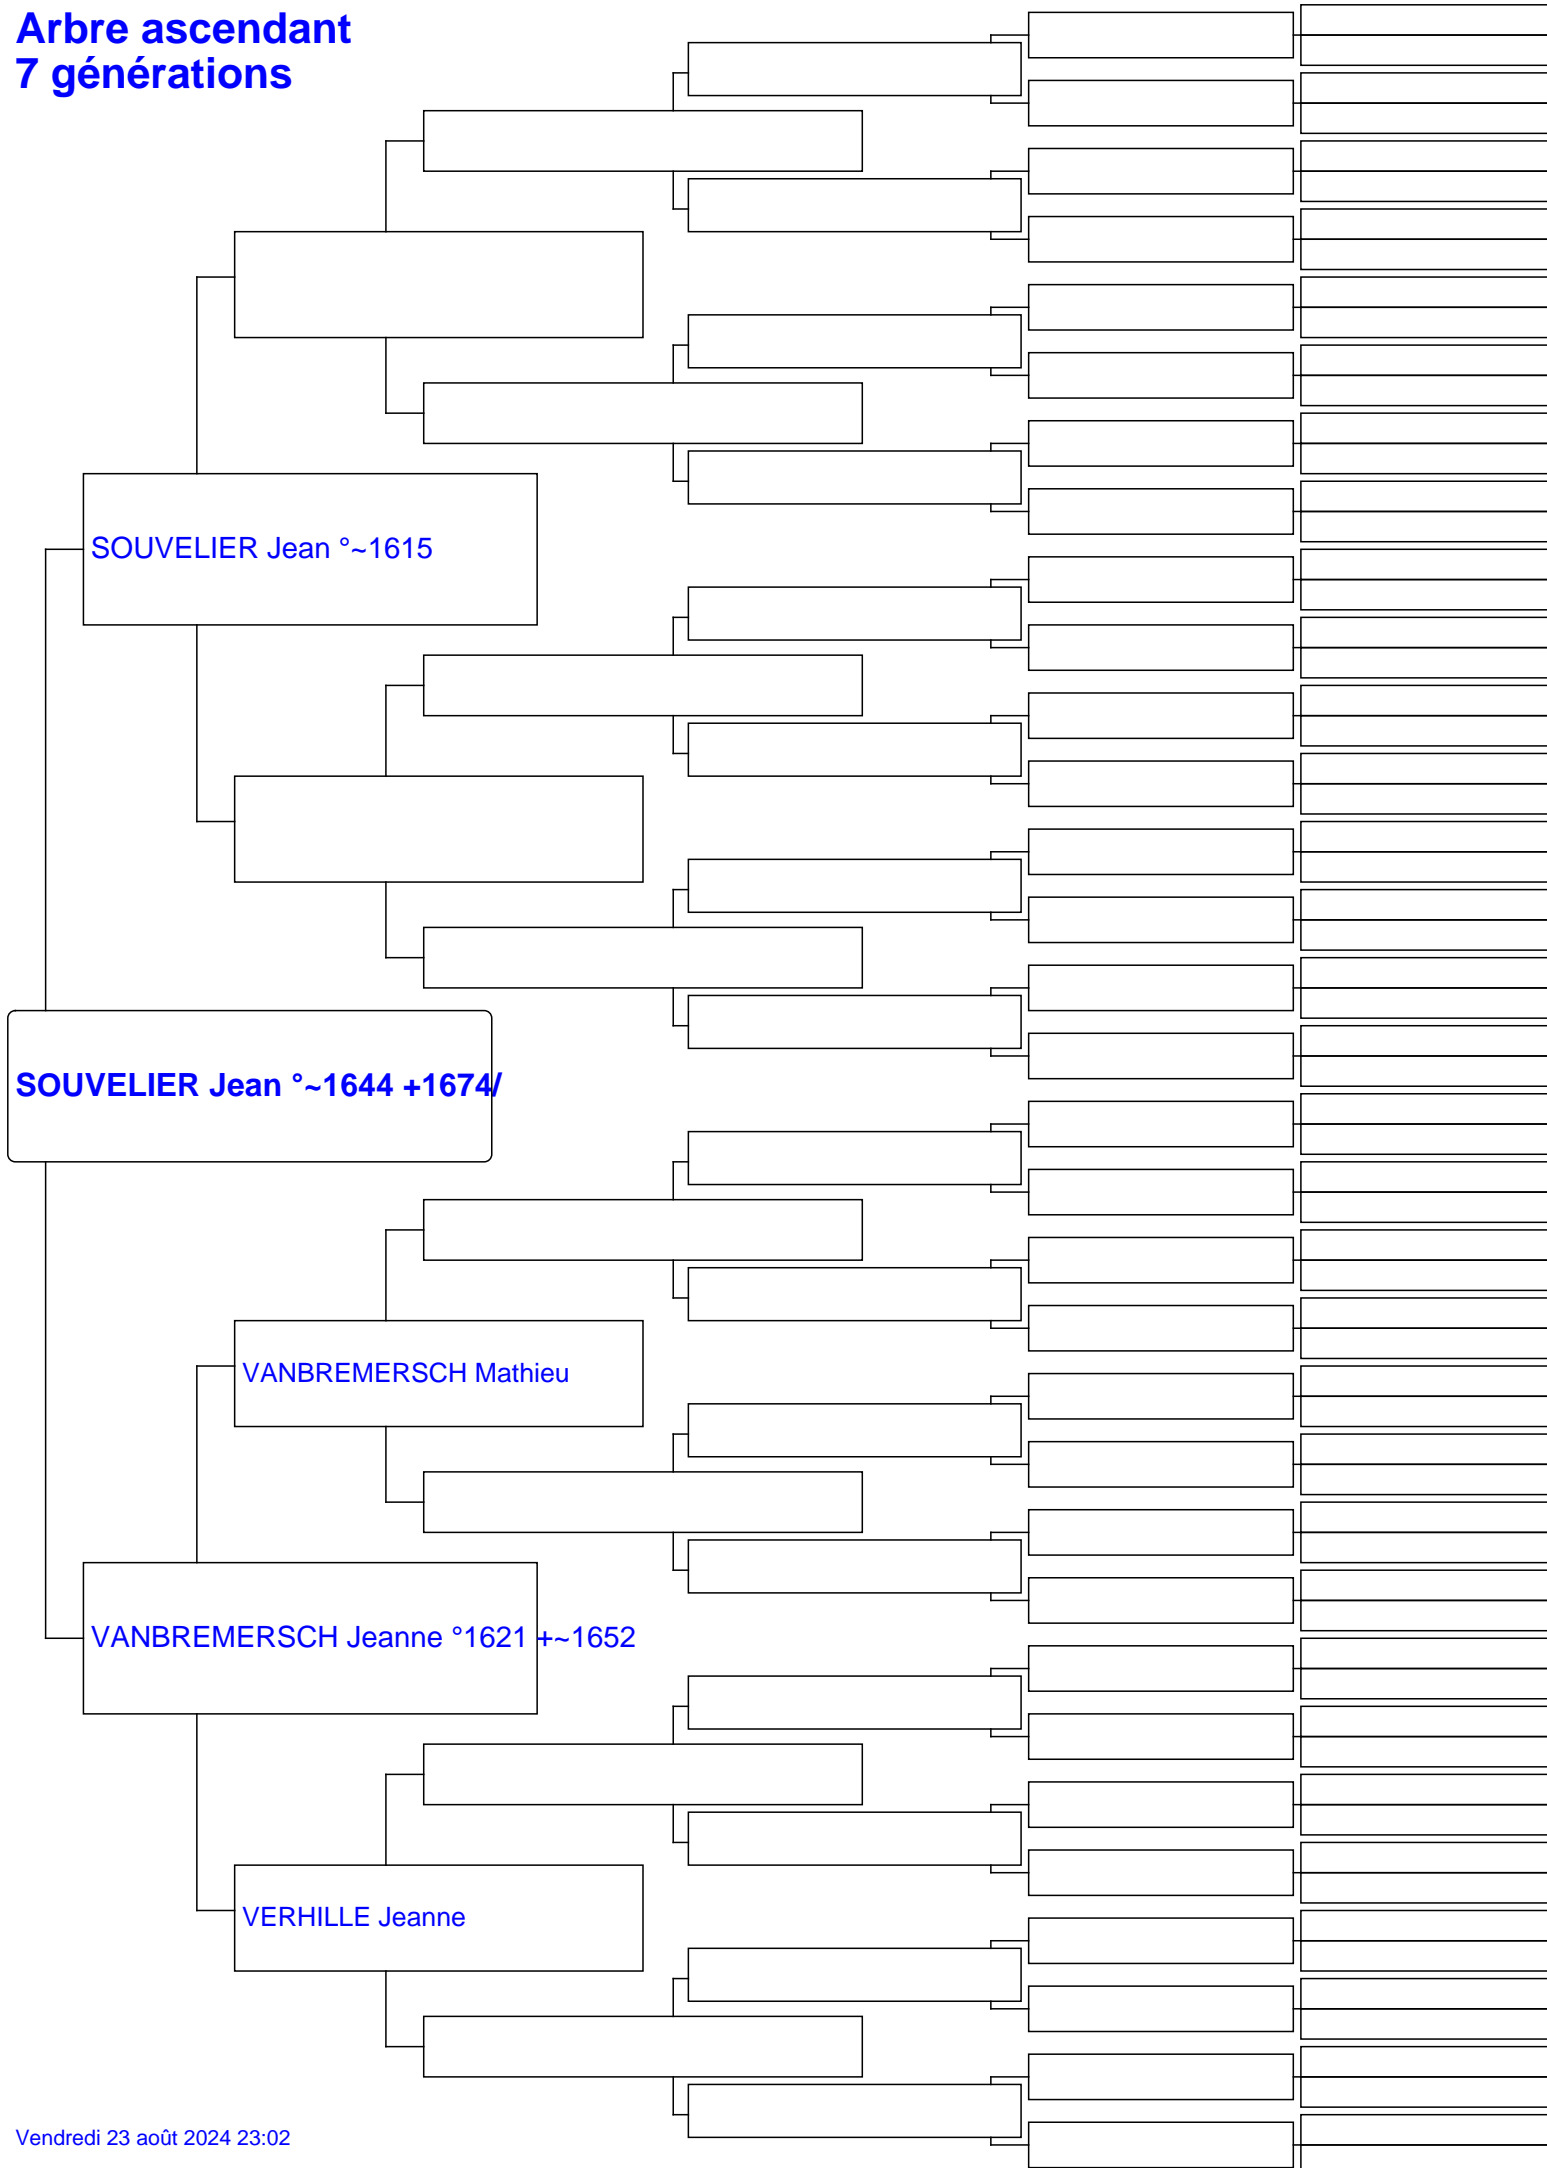 Arbre ascendant
7 générations
SOUVELIER Jean °~1615
SOUVELIER Jean °~1644 +1674/
VANBREMERSCH Mathieu
VANBREMERSCH Jeanne °1621 +~1652
VERHILLE Jeanne
Vendredi 23 août 2024 23:02